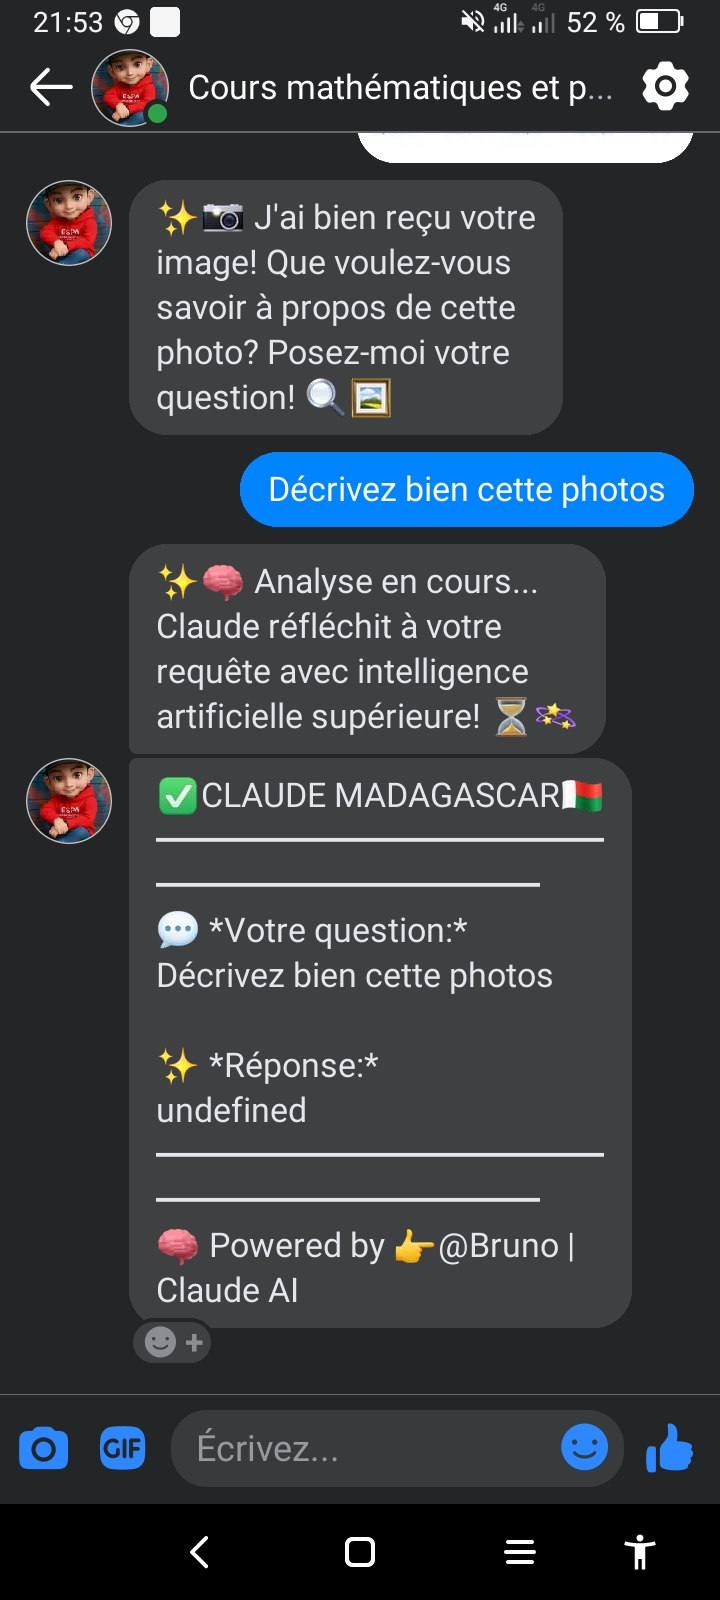 21:53
4G 4G 52 %
Cours mathématiques et p...
✨📷 J'ai bien reçu votre
image! Que voulez-vous
savoir à propos de cette
photo? Posez-moi votre
question! 🔍🖼️
Décrivez bien cette photos
✨🧠 Analyse en cours...
Claude réfléchit à votre
requête avec intelligence
artificielle supérieure! ⏳💫
✅CLAUDE MADAGASCAR🇲🇬
💬 *Votre question:*
Décrivez bien cette photos
✨ *Réponse:*
undefined
🧠 Powered by 👉@Bruno |
Claude AI
GIF
Écrivez...